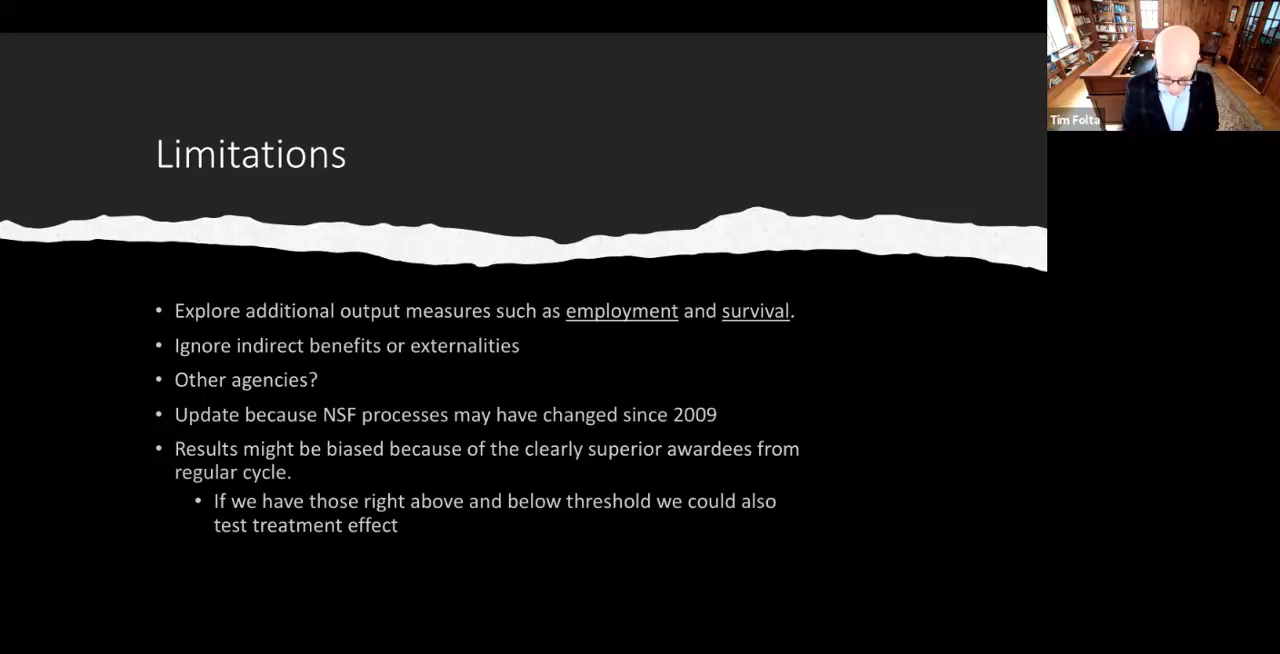 Limitations
Tim Folta
• Explore additional output measures such as employment and survival.
• Ignore indirect benefits or externalities
• Other agencies?
• Update because NSF processes may have changed since 2009
• Results might be biased because of the clearly superior awardees from
regular cycle.
• If we have those right above and below threshold we could also
test treatment effect